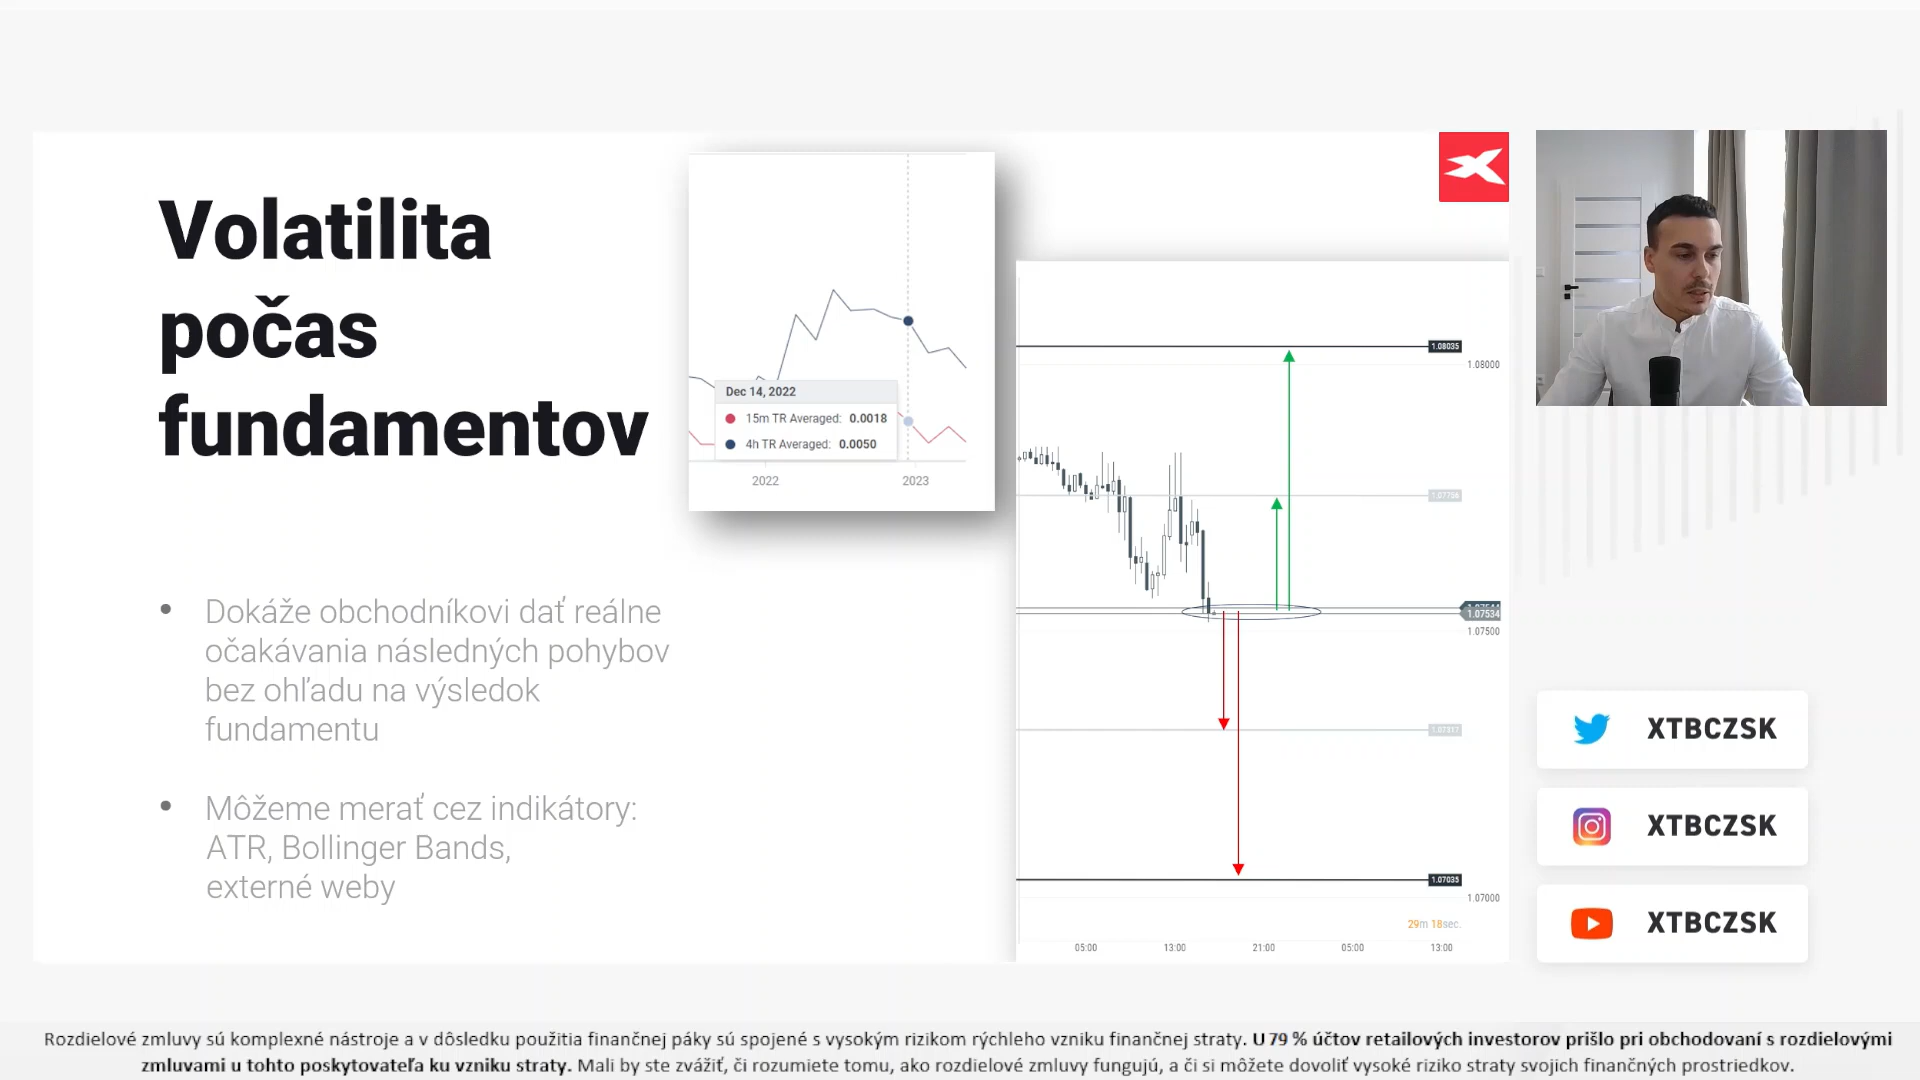 Volatilita
počas
fundamentov
Dec 14, 2022
15m TR Averaged: 0.0018
4h TR Averaged: 0.0050
2022 2023
• Dokáže obchodníkovi dať reálne
očakávania následných pohybov
bez ohľadu na výsledok
fundamentu
• Môžeme merať cez indikátory:
ATR, Bollinger Bands,
externé weby
1.08035
1.08000
1.07534
1.07500
1.07035
1.07000
29m 18sec.
05:00 13:00 21:00 05:00 13:00
XTBCZSK
XTBCZSK
XTBCZSK
Rozdielové zmluvy sú komplexné nástroje a v dôsledku použitia finančnej páky sú spojené s vysokým rizikom rýchleho vzniku finančnej straty. U 79 % účtov retailových investorov prišlo pri obchodovaní s rozdielovými
zmluvami u tohto poskytovateľa ku vzniku straty. Mali by ste zvážiť, či rozumiete tomu, ako rozdielové zmluvy fungujú, a či si môžete dovoliť vysoké riziko straty svojich finančných prostriedkov.